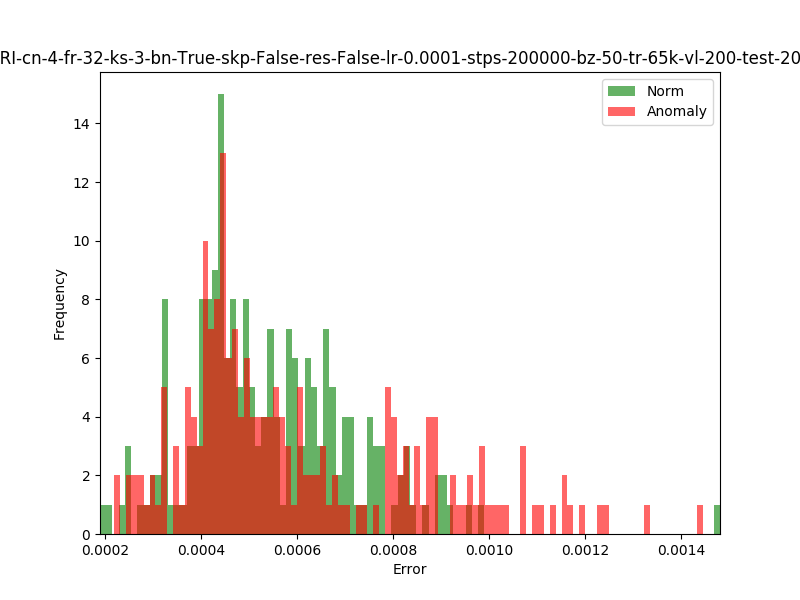 RI-cn-4-fr-32-ks-3-bn-True-skp-False-res-False-lr-0.0001-stps-200000-bz-50-tr-65k-vl-200-test-20
Norm
Anomaly
Frequency
14
12
10
8
6
4
2
0
0.0002 0.0004 0.0006 0.0008 0.0010 0.0012 0.0014
Error